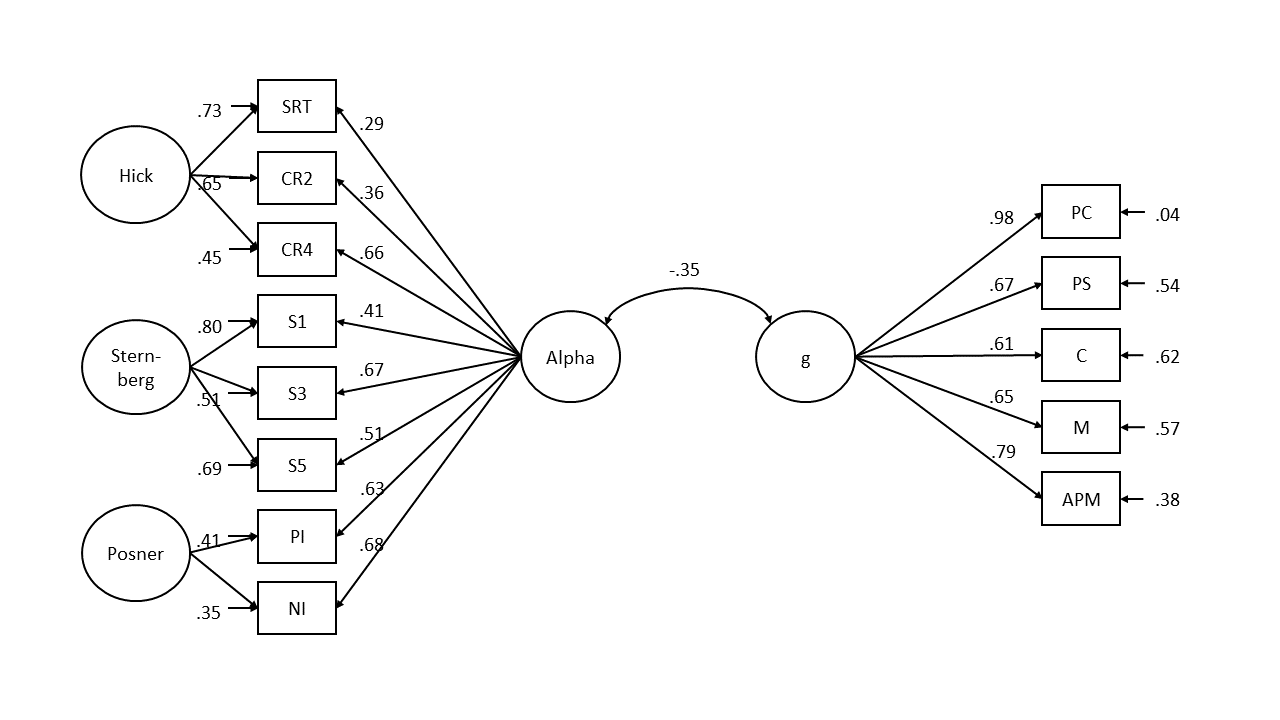 SRT
.73
.29
Hick
CR2
.65
.36
CR4
.45
.66
S1
.80
.41
Stern-
berg
S3
.51
.67
S5
.69
.51
Posner
PI
.41
.63
NI
.35
.68
Alpha
-.35
g
.98
PC
.04
.67
PS
.54
.61
C
.62
.65
M
.57
.79
APM
.38